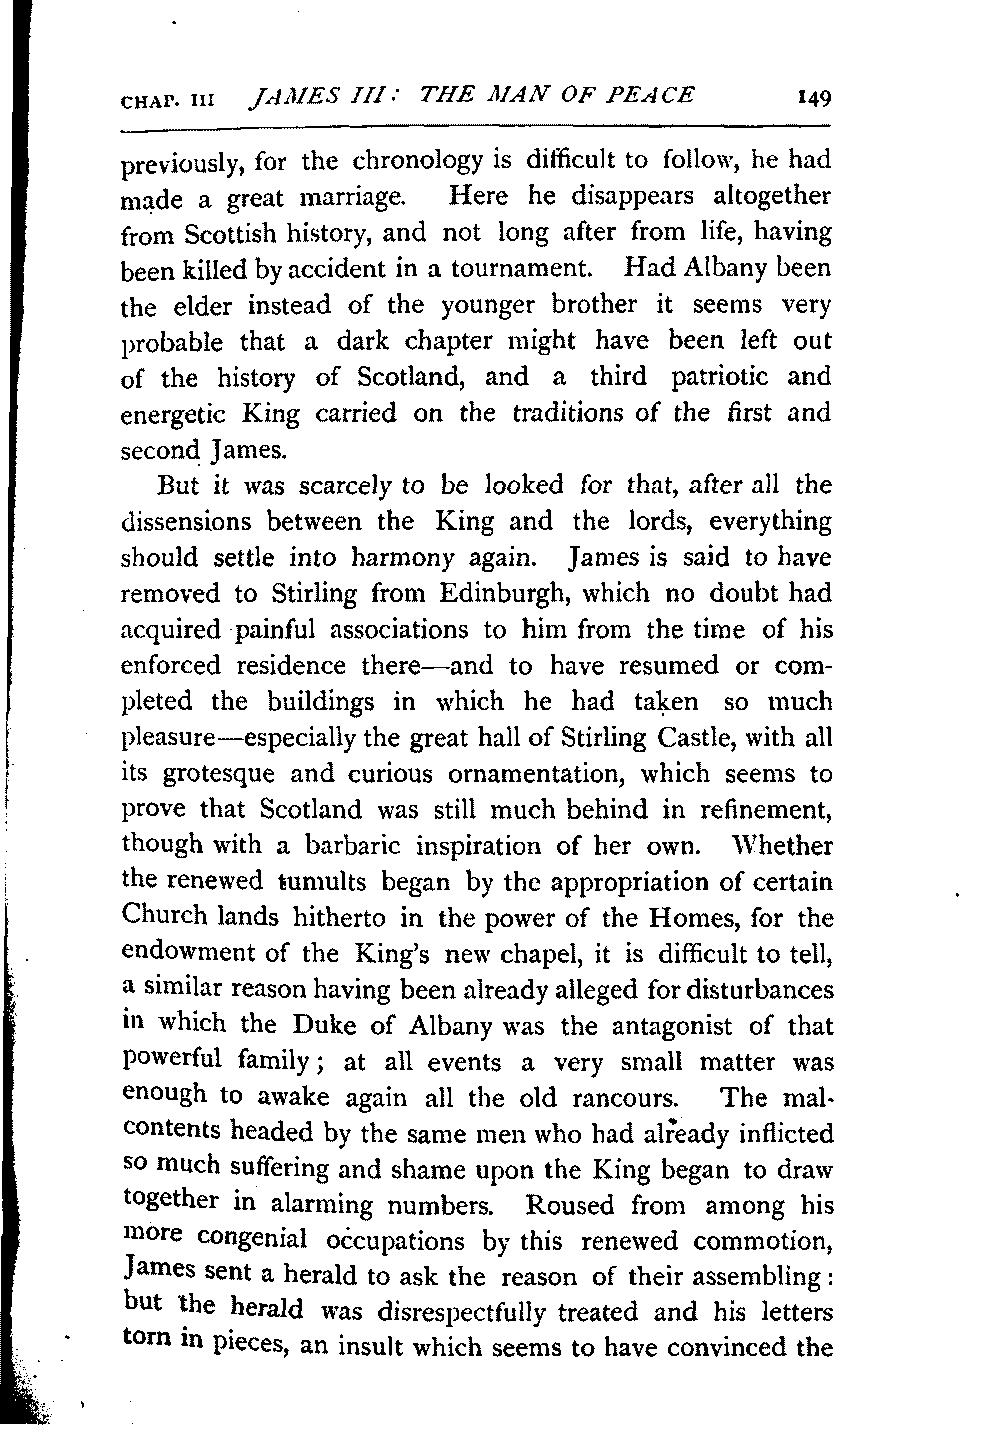 CHAP. III JAMES III: THE MAN OF PEACE 149
previously, for the chronology is difficult to follow, he had
made a great marriage. Here he disappears altogether
from Scottish history, and not long after from life, having
been killed by accident in a tournament. Had Albany been
the elder instead of the younger brother it seems very
probable that a dark chapter might have been left out
of the history of Scotland, and a third patriotic and
energetic King carried on the traditions of the first and
second James.
But it was scarcely to be looked for that, after all the
dissensions between the King and the lords, everything
should settle into harmony again. James is said to have
removed to Stirling from Edinburgh, which no doubt had
acquired painful associations to him from the time of his
enforced residence there—and to have resumed or com-
pleted the buildings in which he had taken so much
pleasure—especially the great hall of Stirling Castle, with all
its grotesque and curious ornamentation, which seems to
prove that Scotland was still much behind in refinement,
though with a barbaric inspiration of her own. Whether
the renewed tumults began by the appropriation of certain
Church lands hitherto in the power of the Homes, for the
endowment of the King's new chapel, it is difficult to tell,
a similar reason having been already alleged for disturbances
in which the Duke of Albany was the antagonist of that
powerful family; at all events a very small matter was
enough to awake again all the old rancours. The mal-
contents headed by the same men who had already inflicted
so much suffering and shame upon the King began to draw
together in alarming numbers. Roused from among his
more congenial occupations by this renewed commotion,
James sent a herald to ask the reason of their assembling:
but the herald was disrespectfully treated and his letters
torn in pieces, an insult which seems to have convinced the